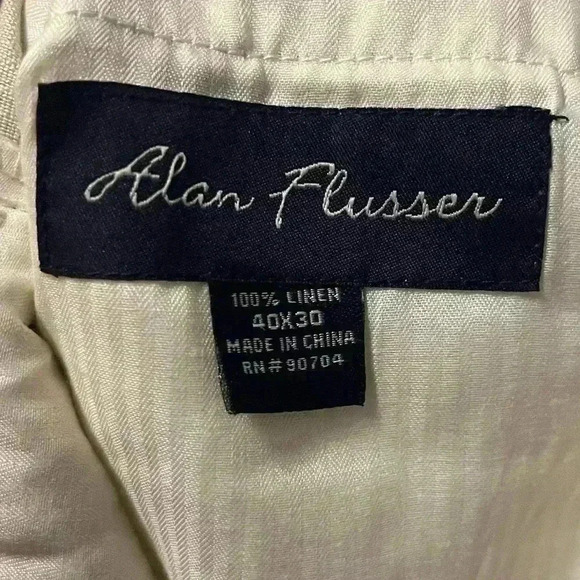 Alan Flusser
100% LINEN
40X30
MADE IN CHINA
RN#90704